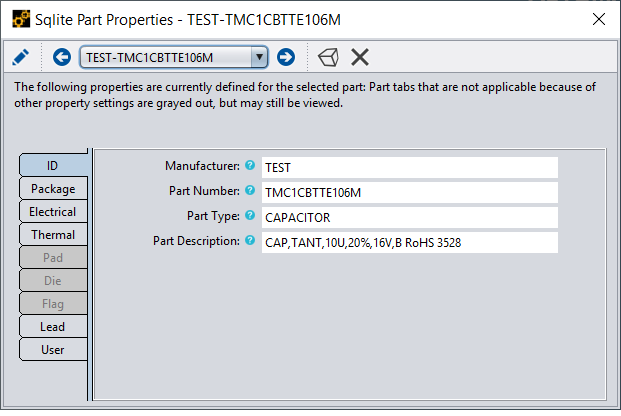 Sqlite Part Properties - TEST-TMC1CBTTE106M
TEST-TMC1CBTTE106M
The following properties are currently defined for the selected part: Part tabs that are not applicable because of
other property settings are grayed out, but may still be viewed.
ID
Package
Electrical
Thermal
Pad
Die
Flag
Lead
User
Manufacturer: ? TEST
Part Number: ? TMC1CBTTE106M
Part Type: ? CAPACITOR
Part Description: ? CAP,TANT,10U,20%,16V,B RoHS 3528